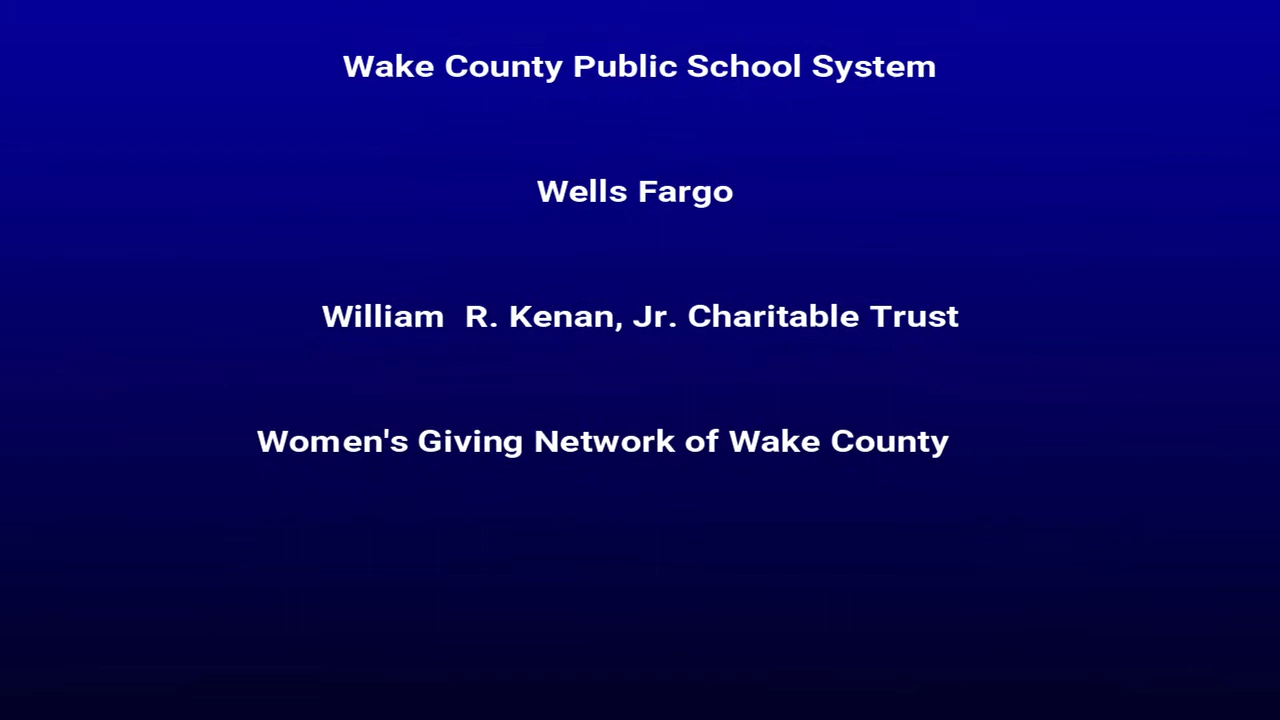 Wake County Public School System
Wells Fargo
William  R. Kenan, Jr. Charitable Trust
Women's Giving Network of Wake County